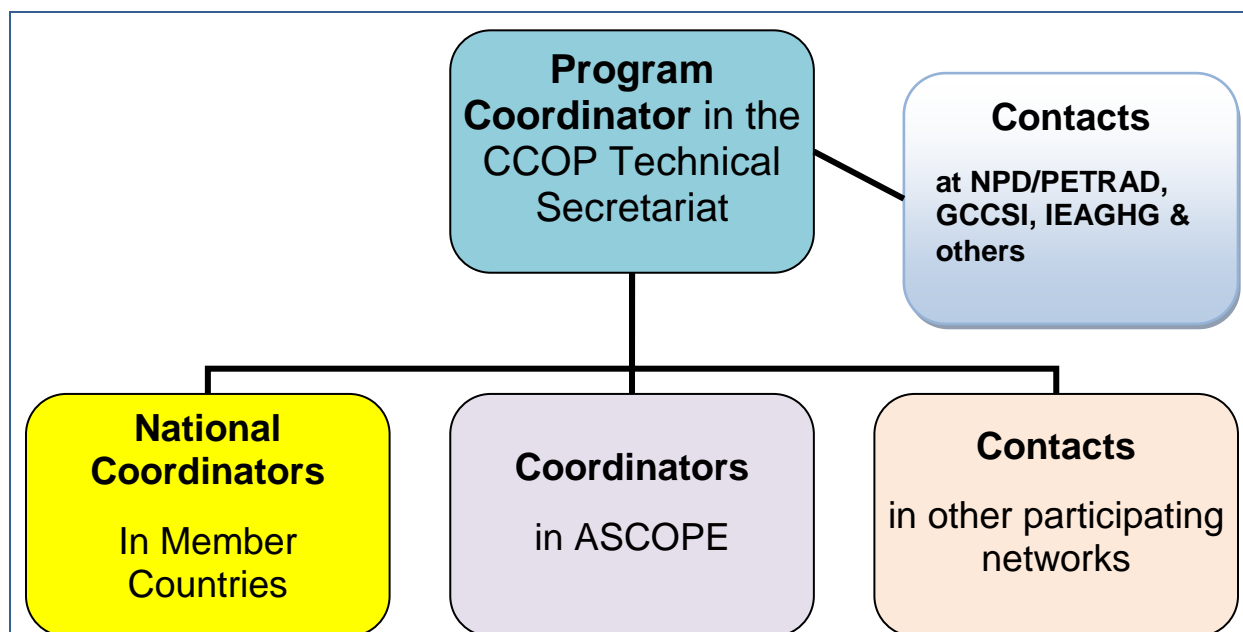 Program
Coordinator in the
CCOP Technical
Secretariat
Contacts
at NPD/PETRAD,
GCCSI, IEAGHG &
others
National
Coordinators
In Member
Countries
Coordinators
in ASCOPE
Contacts
in other participating
networks